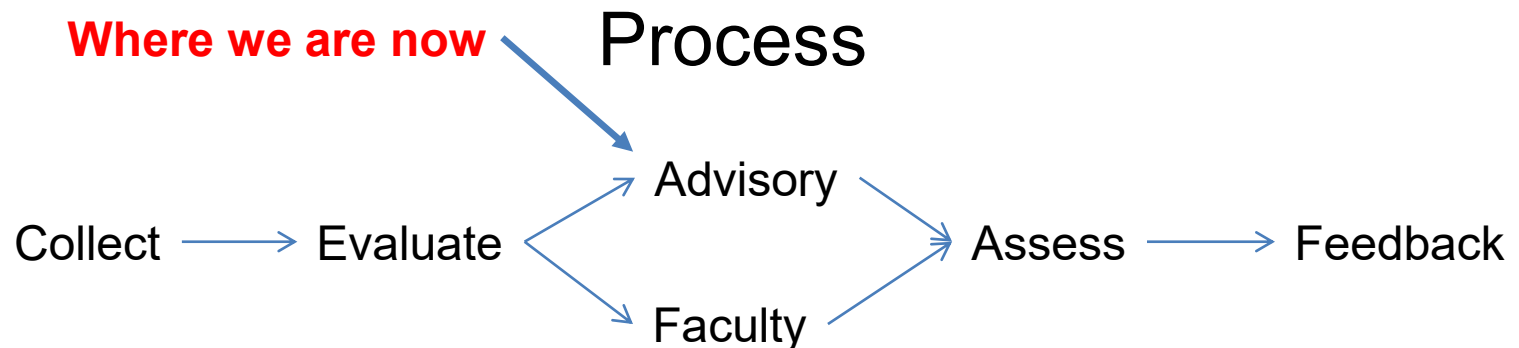 Where we are now
Process
Advisory
Collect
Evaluate
Assess
Feedback
Faculty